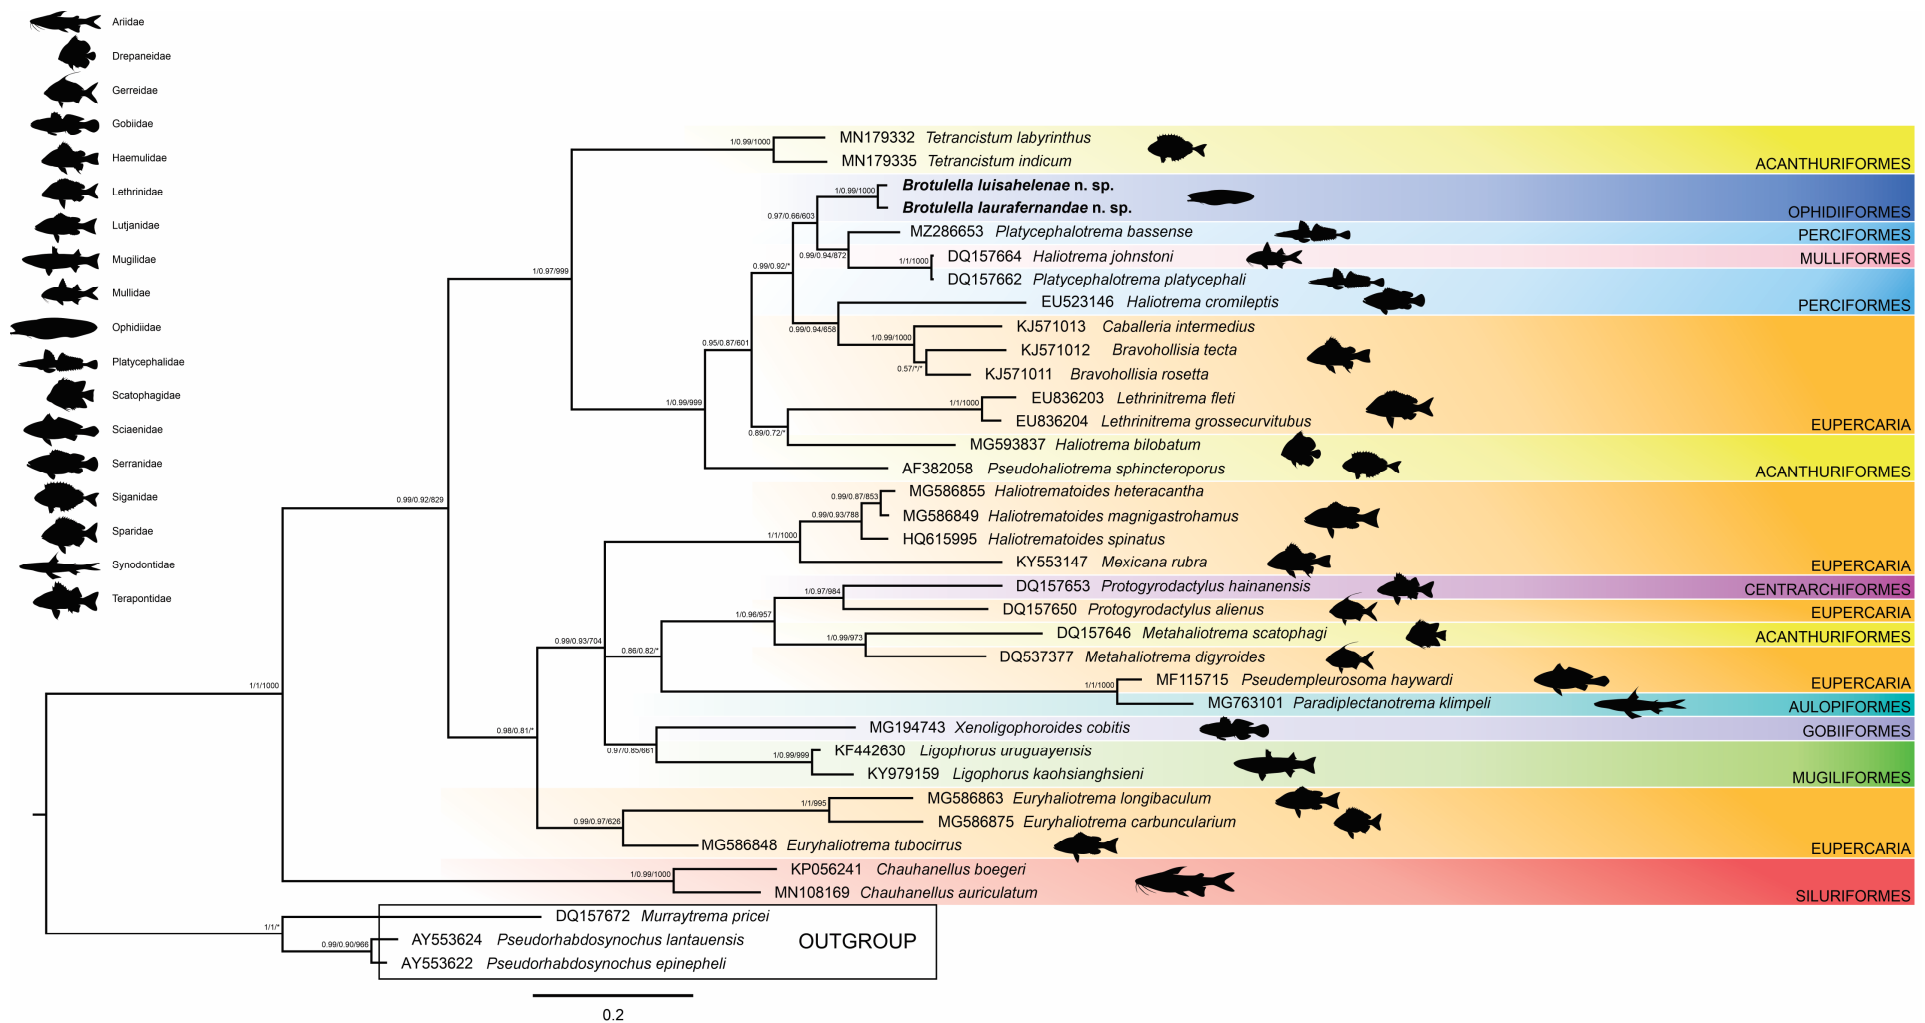 Ariidae
Drepaneidae
Gerreidae
Gobiidae
Haemulidae
Lethrinidae
Lutjanidae
Mugilidae
Mullidae
Ophidiidae
Platycephalidae
Scatophagidae
Sciaenidae
Serranidae
Siganidae
Sparidae
Synodontidae
Terapontidae
1/0.99/1000
MN179332 Tetrancistum labyrinthus
MN179335 Tetrancistum indicum
ACANTHURIFORMES
1/0.99/1000
Brotulella luisahelenae n. sp.
Brotulella laurafernandae n. sp.
OPHIDIIFORMES
0.97/0.66/603
MZ286653 Platycephalotrema bassense
PERCIFORMES
0.99/0.94/872
1/1/1000
DQ157664 Haliotrema johnstoni
MULLIFORMES
DQ157662 Platycephalotrema platycephali
0.99/0.92/*
1/0.97/999
EU523146 Haliotrema cromileptis
PERCIFORMES
0.99/0.94/658
KJ571013 Caballeria intermedius
1/0.99/1000
KJ571012 Bravohollisia tecta
0.95/0.87/601
0.57/*/*
KJ571011 Bravohollisia rosetta
1/0.99/999
1/1/1000
EU836203 Lethrinitrema fleti
EU836204 Lethrinitrema grossecurvitubus
EUPERCARIA
0.89/0.72/*
MG593837 Haliotrema bilobatum
AF382058 Pseudohaliotrema sphincteroporus
ACANTHURIFORMES
0.99/0.92/829
0.99/0.87/853
MG586855 Haliotrematoides heteracantha
0.99/0.93/788
MG586849 Haliotrematoides magnigastrohamus
1/1/1000
HQ615995 Haliotrematoides spinatus
KY553147 Mexicana rubra
EUPERCARIA
1/0.97/984
DQ157653 Protogyrodactylus hainanensis
CENTRARCHIFORMES
1/0.96/957
DQ157650 Protogyrodactylus alienus
EUPERCARIA
0.99/0.93/704
1/0.99/973
DQ157646 Metahaliotrema scatophagi
ACANTHURIFORMES
0.86/0.82/*
DQ537377 Metahaliotrema digyroides
1/1/1000
MF115715 Pseudempleurosoma haywardi
EUPERCARIA
1/1/1000
MG763101 Paradiplectanotrema klimpeli
AULOPIFORMES
0.98/0.81/*
MG194743 Xenoligophoroides cobitis
GOBIIFORMES
0.97/0.85/661
1/0.99/999
KF442630 Ligophorus uruguayensis
KY979159 Ligophorus kaohsianghsieni
MUGILIFORMES
1/1/995
MG586863 Euryhaliotrema longibaculum
0.99/0.97/626
MG586875 Euryhaliotrema carbuncularium
MG586848 Euryhaliotrema tubocirrus
EUPERCARIA
1/0.99/1000
KP056241 Chauhanellus boegeri
MN108169 Chauhanellus auriculatum
SILURIFORMES
1/1/*
DQ157672 Murraytrema pricei
0.99/0.90/966
AY553624 Pseudorhabdosynochus lantauensis
OUTGROUP
AY553622 Pseudorhabdosynochus epinepheli
0.2